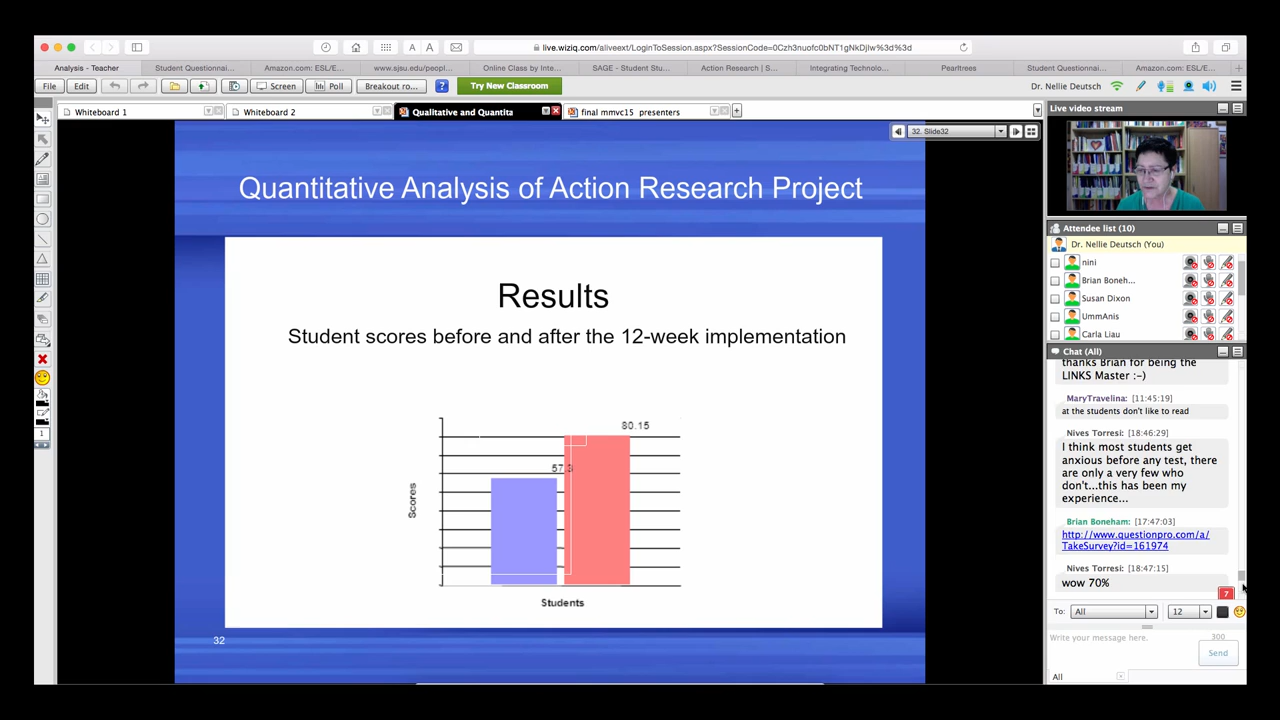 live.wiziq.com/aliveext/LoginToSession.aspx?SessionCode=0Czh3nuofc0bNT1gNkDjIw%3d%3d
Analysis - Teacher
Student Questionnai...
Amazon.com: ESL/E...
www.sjsu/peopl...
Online Class by Inte...
SAGE - Student Stu...
Action Research | S...
Integrating Technolo...
Pearltrees
Student Questionnai...
Amazon.com: ESL/E...
File
Edit
Screen
Poll
Breakout ro...
?
Try New Classroom
Dr. Nellie Deutsch
Whiteboard 1
Whiteboard 2
Qualitative and Quantita
final mmvc15 presenters
32. Slide32
Quantitative Analysis of Action Research Project
Results
Student scores before and after the 12-week implementation
80.15
57.3
Scores
Students
32
1
Live video stream
Attendee list (10)
Dr. Nellie Deutsch (You)
nini
Brian Boneh...
Susan Dixon
UmmAnis
Carla Liau
Chat (All)
thanks Brian for being the
LINKS Master :-)
MaryTravelina: [11:45:19]
at the students don't like to read
Nives Torresi: [18:46:29]
I think most students get
anxious before any test, there
are only a very few who
don't...this has been my
experience...
Brian Boneham: [17:47:03]
http://www.questionpro.com/a/
TakeSurvey?id=161974
Nives Torresi: [18:47:15]
wow 70%
7
To:
All
12
Write your message here.
300
Send
All